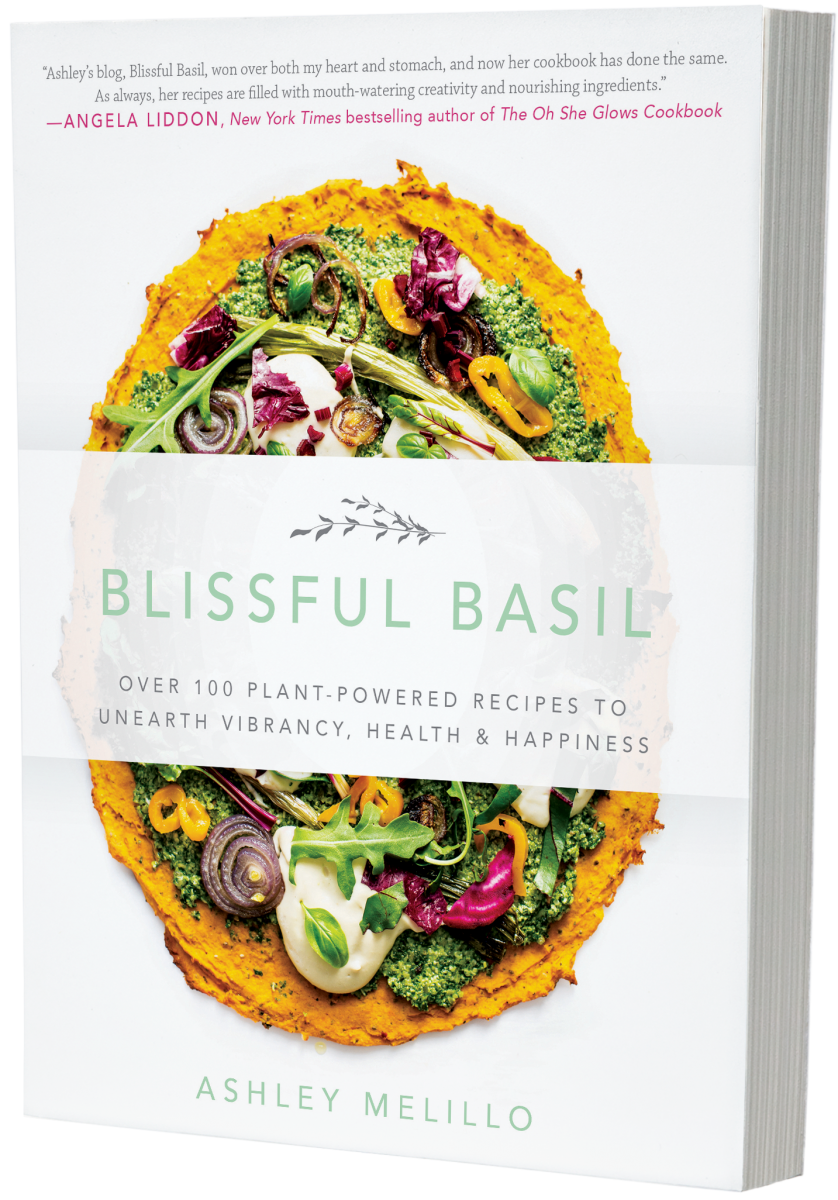 “Ashley’s blog, Blissful Basil, won over both my heart and stomach, and now her cookbook has done the same.
As always, her recipes are filled with mouth-watering creativity and nourishing ingredients.”
—ANGELA LIDDON, New York Times bestselling author of The Oh She Glows Cookbook
BLISSFUL BASIL
OVER 100 PLANT-POWERED RECIPES TO
UNEARTH VIBRANCY, HEALTH & HAPPINESS
ASHLEY MELILLO